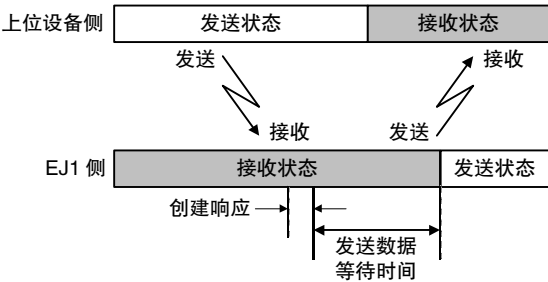 上位设备侧
发送状态
接收状态
发送
接收
接收
发送
EJ1 侧
接收状态
发送状态
创建响应
发送数据
等待时间